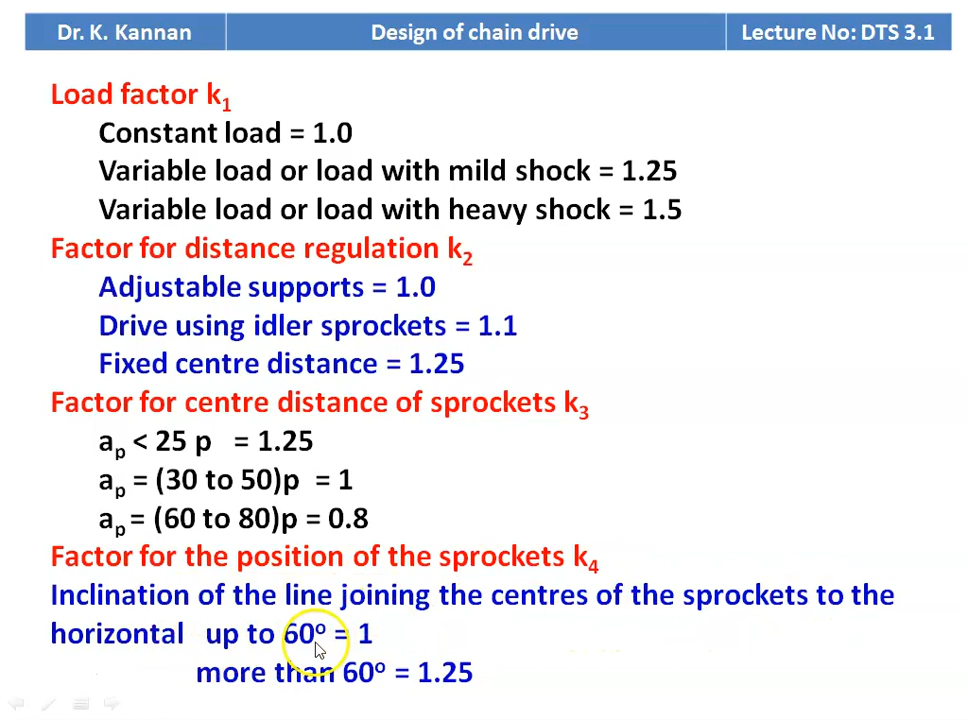 Dr. K. Kannan
Design of chain drive
Lecture No: DTS 3.1
Load factor k₁
Constant load = 1.0
Variable load or load with mild shock = 1.25
Variable load or load with heavy shock = 1.5
Factor for distance regulation k₂
Adjustable supports = 1.0
Drive using idler sprockets = 1.1
Fixed centre distance = 1.25
Factor for centre distance of sprockets k₃
aₚ < 25 p = 1.25
aₚ = (30 to 50)p = 1
aₚ = (60 to 80)p = 0.8
Factor for the position of the sprockets k₄
Inclination of the line joining the centres of the sprockets to the
horizontal up to 60º = 1
more than 60º = 1.25